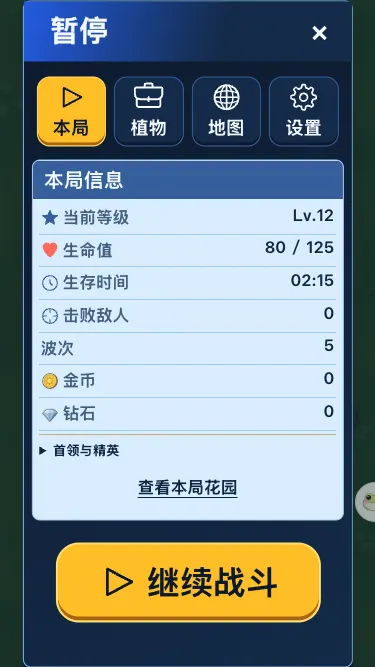 暂停
×
本局
植物
地图
设置
本局信息
当前等级 Lv.12
生命值 80 / 125
生存时间 02:15
击败敌人 0
波次 5
金币 0
钻石 0
首领与精英
查看本局花园
继续战斗